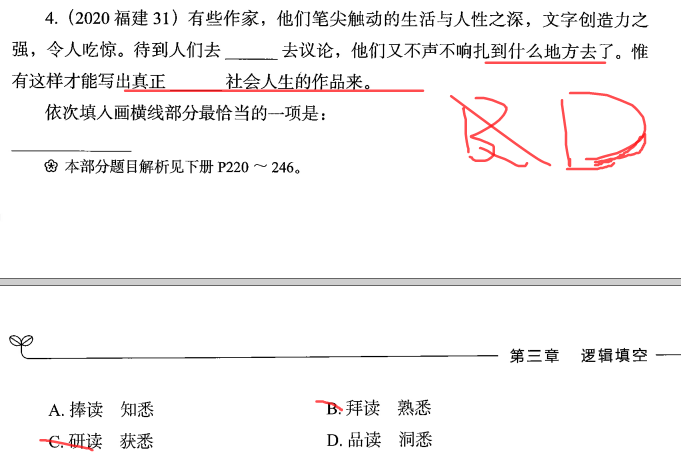 4.（2020 福建 31）有些作家，他们笔尖触动的生活与人性之深，文字创造力之
强，令人吃惊。待到人们去 ______ 去议论，他们又不声不响扎到什么地方去了。惟
有这样才能写出真正 ______ 社会人生的作品来。
依次填入画横线部分最恰当的一项是：
B D
❀ 本部分题目解析见下册 P220～246。
第三章 逻辑填空
A. 捧读 知悉 B. 拜读 熟悉
C. 研读 获悉 D. 品读 洞悉